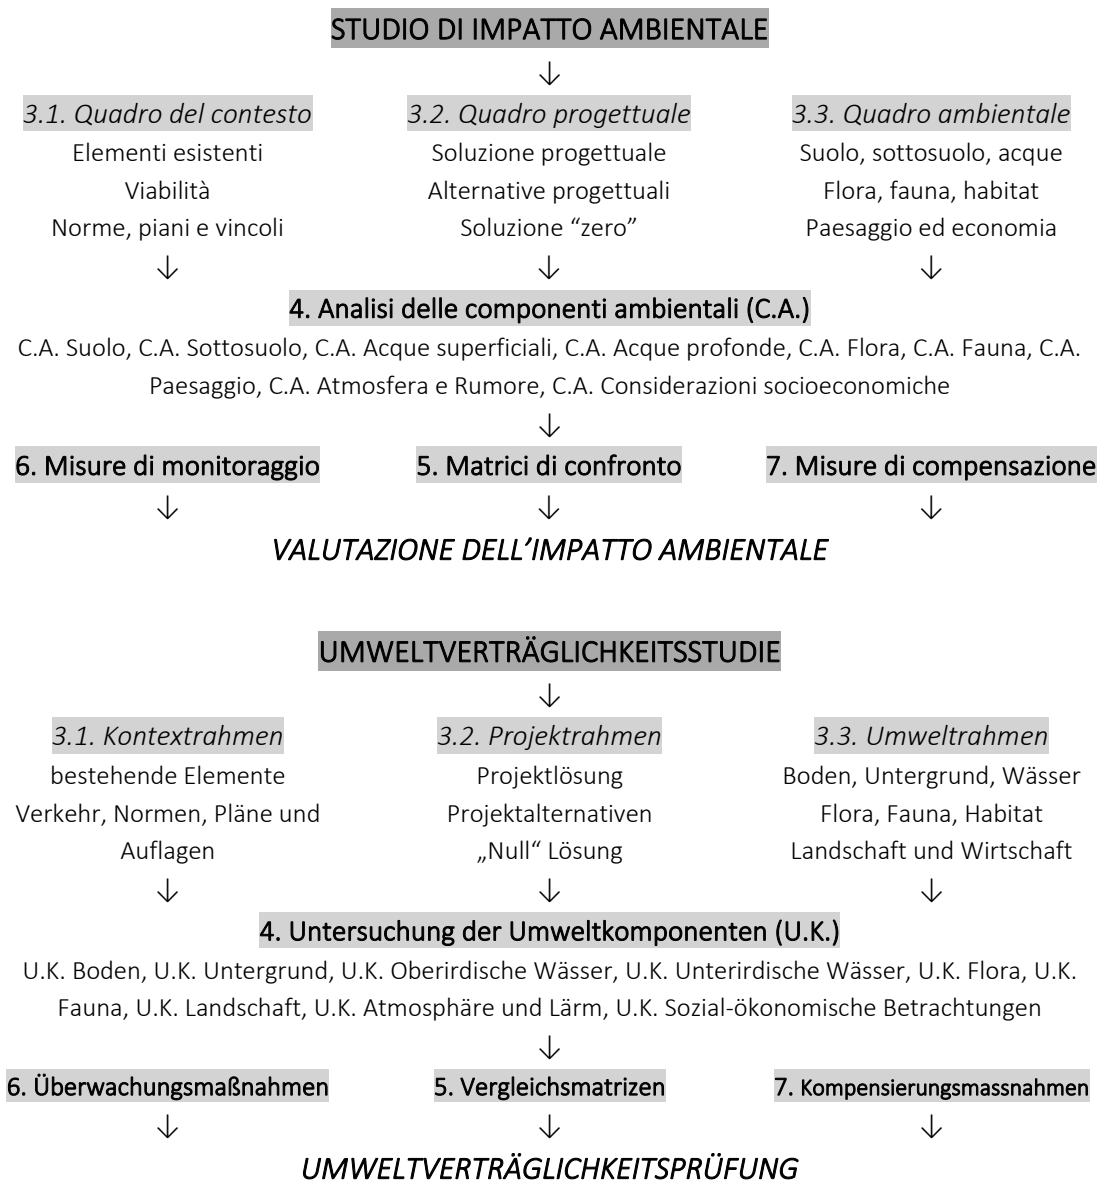 STUDIO DI IMPATTO AMBIENTALE
↓
3.1. Quadro del contesto 3.2. Quadro progettuale 3.3. Quadro ambientale
Elementi esistenti Soluzione progettuale Suolo, sottosuolo, acque
Viabilità Alternative progettuali Flora, fauna, habitat
Norme, piani e vincoli Soluzione “zero” Paesaggio ed economia
↓ ↓ ↓
4. Analisi delle componenti ambientali (C.A.)
C.A. Suolo, C.A. Sottosuolo, C.A. Acque superficiali, C.A. Acque profonde, C.A. Flora, C.A. Fauna, C.A.
Paesaggio, C.A. Atmosfera e Rumore, C.A. Considerazioni socioeconomiche
↓
6. Misure di monitoraggio 5. Matrici di confronto 7. Misure di compensazione
↓ ↓ ↓
VALUTAZIONE DELL’IMPATTO AMBIENTALE
UMWELTVERTRÄGLICHKEITSSTUDIE
↓
3.1. Kontextrahmen 3.2. Projektrahmen 3.3. Umweltrahmen
bestehende Elemente Projektlösung Boden, Untergrund, Wässer
Verkehr, Normen, Pläne und Projektalternativen Flora, Fauna, Habitat
Auflagen „Null“ Lösung Landschaft und Wirtschaft
↓ ↓ ↓
4. Untersuchung der Umweltkomponenten (U.K.)
U.K. Boden, U.K. Untergrund, U.K. Oberirdische Wässer, U.K. Unterirdische Wässer, U.K. Flora, U.K.
Fauna, U.K. Landschaft, U.K. Atmosphäre und Lärm, U.K. Sozial-ökonomische Betrachtungen
↓
6. Überwachungsmaßnahmen 5. Vergleichsmatrizen 7. Kompensierungsmassnahmen
↓ ↓ ↓
UMWELTVERTRÄGLICHKEITSPRÜFUNG